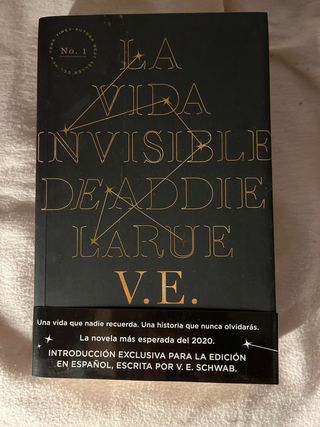 No. 1
LA
VIDA
INVISIBLE
DE ADDIE
LARUE
V.E.
Una vida que nadie recuerda. Una historia que nunca olvidarás.
La novela más esperada del 2020.
INTRODUCCIÓN EXCLUSIVA PARA LA EDICIÓN
EN ESPAÑOL, ESCRITA POR V. E. SCHWAB.